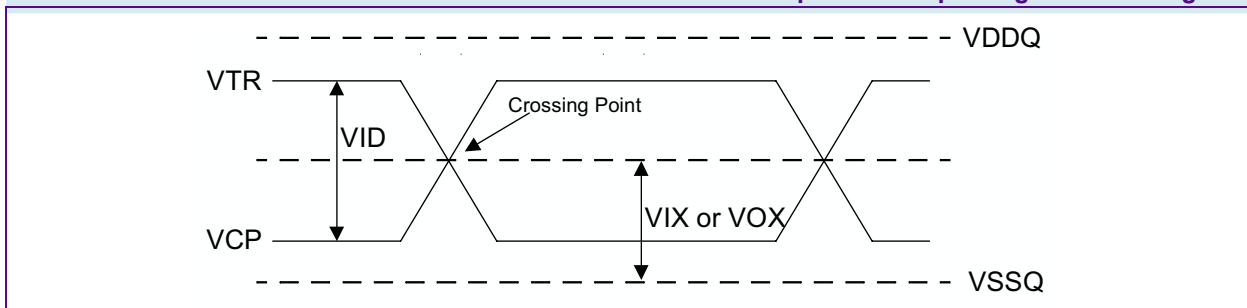 VDDQ
VTR
Crossing Point
VID
VIX or VOX
VCP
VSSQ